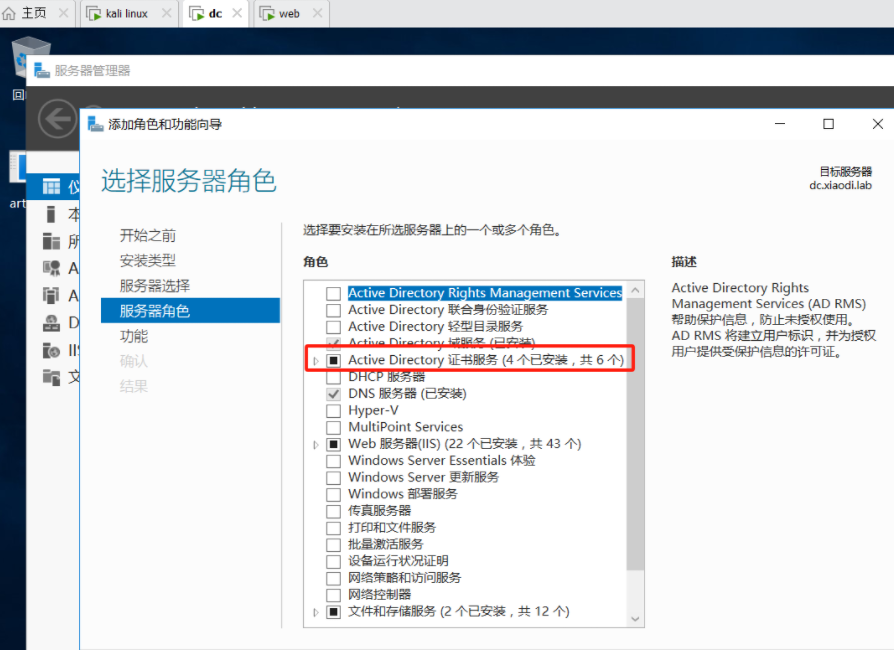 主页
kali linux
dc
web
回
服务器管理器
添加角色和功能向导
选择服务器角色
目标服务器
dc.xiaodi.lab
art
仪
本
所
A
A
D
IIS
文
开始之前
安装类型
服务器选择
服务器角色
功能
确认
结果
选择要安装在所选服务器上的一个或多个角色。
角色
Active Directory Rights Management Services
Active Directory 联合身份验证服务
Active Directory 轻型目录服务
Active Directory 域服务 (已安装)
Active Directory 证书服务 (4 个已安装，共 6 个)
DHCP 服务器
DNS 服务器 (已安装)
Hyper-V
MultiPoint Services
Web 服务器(IIS) (22 个已安装，共 43 个)
Windows Server Essentials 体验
Windows Server 更新服务
Windows 部署服务
传真服务器
打印和文件服务
批量激活服务
设备运行状况证明
网络策略和访问服务
网络控制器
文件和存储服务 (2 个已安装，共 12 个)
描述
Active Directory Rights
Management Services (AD RMS)
帮助保护信息，防止未授权使用。
AD RMS 将建立用户标识，并为授权
用户提供受保护信息的许可证。